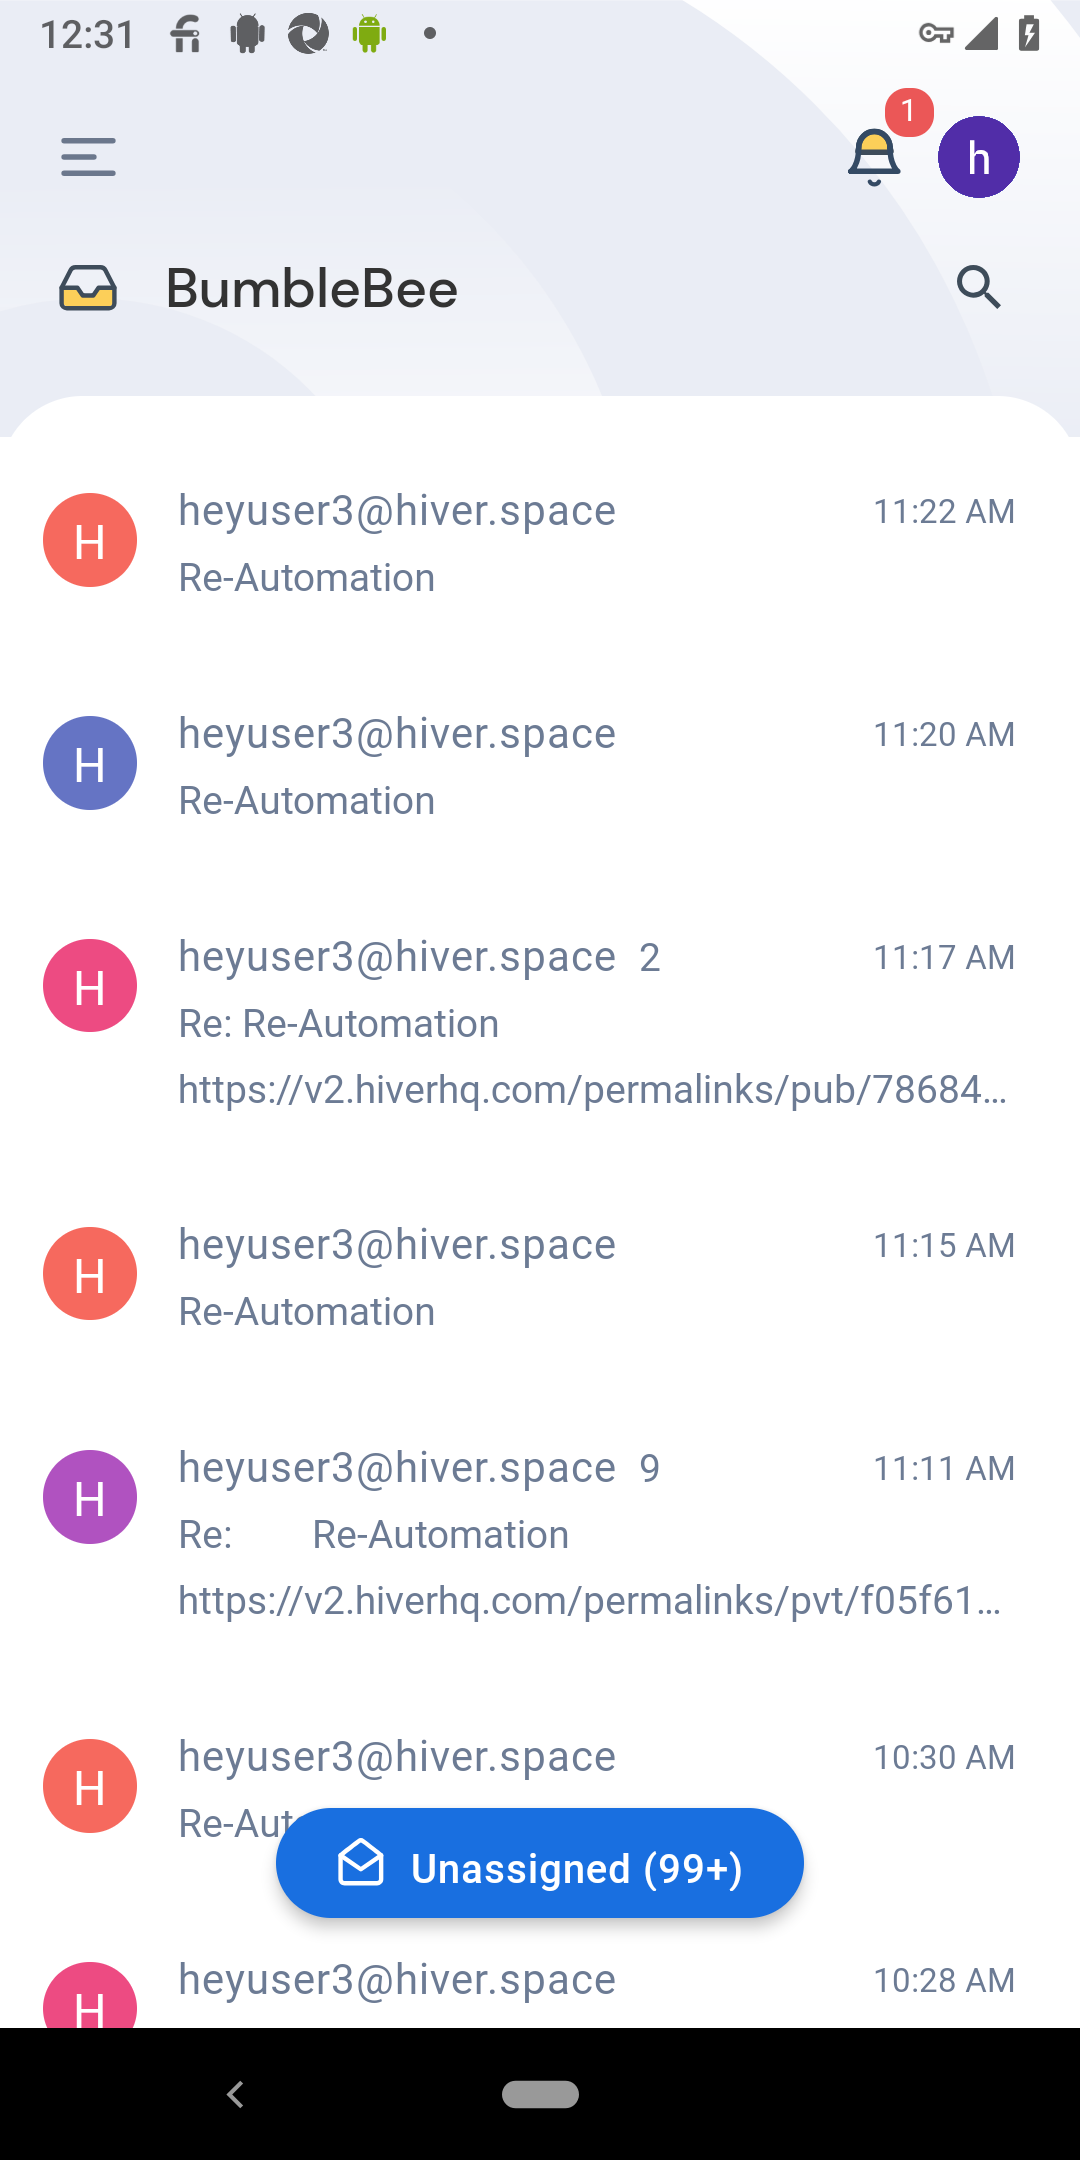 12:31
1
h
BumbleBee
H
heyuser3@hiver.space
11:22 AM
Re-Automation
H
heyuser3@hiver.space
11:20 AM
Re-Automation
H
heyuser3@hiver.space 2
11:17 AM
Re: Re-Automation
https://v2.hiverhq.com/permalinks/pub/78684...
H
heyuser3@hiver.space
11:15 AM
Re-Automation
H
heyuser3@hiver.space 9
11:11 AM
Re: Re-Automation
https://v2.hiverhq.com/permalinks/pvt/f05f61...
H
heyuser3@hiver.space
10:30 AM
Re-Aut
Unassigned (99+)
H
heyuser3@hiver.space
10:28 AM